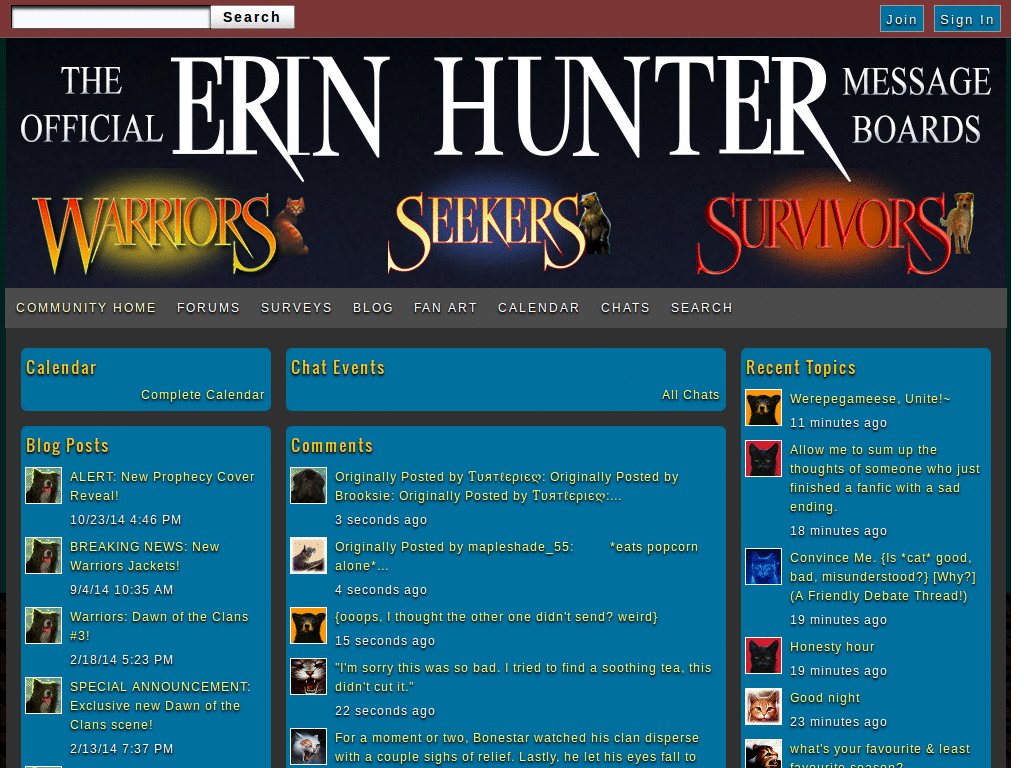 Search
Join
Sign In
THE OFFICIAL
ERIN HUNTER
MESSAGE BOARDS
WARRIORS
SEEKERS
SURVIVORS
COMMUNITY HOME FORUMS SURVEYS BLOG FAN ART CALENDAR CHATS SEARCH
Calendar
Complete Calendar
Blog Posts
ALERT: New Prophecy Cover
Reveal!
10/23/14 4:46 PM
BREAKING NEWS: New
Warriors Jackets!
9/4/14 10:35 AM
Warriors: Dawn of the Clans
#3!
2/18/14 5:23 PM
SPECIAL ANNOUNCEMENT:
Exclusive new Dawn of the
Clans scene!
2/13/14 7:37 PM
Chat Events
All Chats
Comments
Originally Posted by Ƭυятℓєριєღ: Originally Posted by
Brooksie: Originally Posted by Ƭυятℓєριєღ:...
3 seconds ago
Originally Posted by mapleshade_55: *eats popcorn
alone*...
4 seconds ago
{ooops, I thought the other one didn't send? weird}
15 seconds ago
"I'm sorry this was so bad. I tried to find a soothing tea, this
didn't cut it."
22 seconds ago
For a moment or two, Bonestar watched his clan disperse
with a couple sighs of relief. Lastly, he let his eyes fall to
Recent Topics
Werepegameese, Unite!~
11 minutes ago
Allow me to sum up the
thoughts of someone who just
finished a fanfic with a sad
ending.
18 minutes ago
Convince Me. {Is *cat* good,
bad, misunderstood?} [Why?]
(A Friendly Debate Thread!)
19 minutes ago
Honesty hour
19 minutes ago
Good night
23 minutes ago
what's your favourite & least
favourite season?